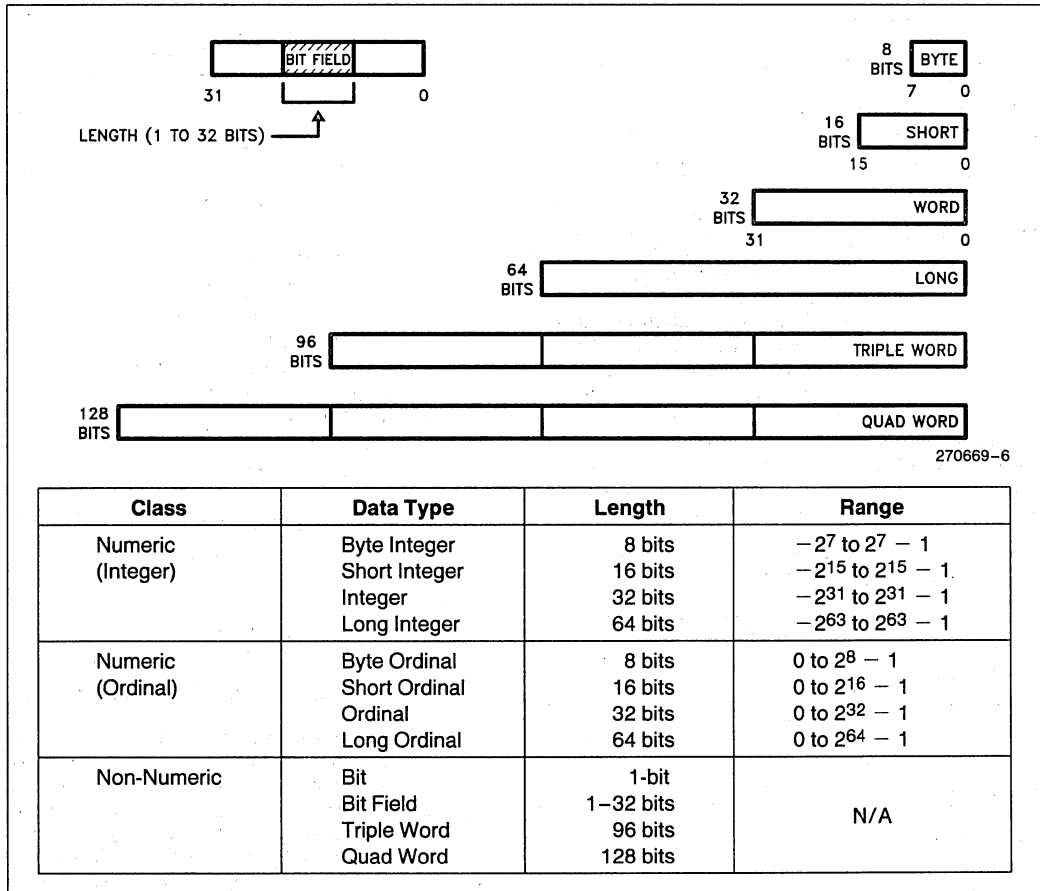 BIT FIELD
31 0
LENGTH (1 TO 32 BITS)
8 BITS BYTE
7 0
16 BITS SHORT
15 0
32 BITS WORD
31 0
64 BITS LONG
96 BITS TRIPLE WORD
128 BITS QUAD WORD
270669-6
Class Data Type Length Range
Numeric (Integer) Byte Integer 8 bits −2⁷ to 2⁷ − 1
Short Integer 16 bits −2¹⁵ to 2¹⁵ − 1
Integer 32 bits −2³¹ to 2³¹ − 1
Long Integer 64 bits −2⁶³ to 2⁶³ − 1
Numeric (Ordinal) Byte Ordinal 8 bits 0 to 2⁸ − 1
Short Ordinal 16 bits 0 to 2¹⁶ − 1
Ordinal 32 bits 0 to 2³² − 1
Long Ordinal 64 bits 0 to 2⁶⁴ − 1
Non-Numeric Bit 1-bit N/A
Bit Field 1–32 bits
Triple Word 96 bits
Quad Word 128 bits